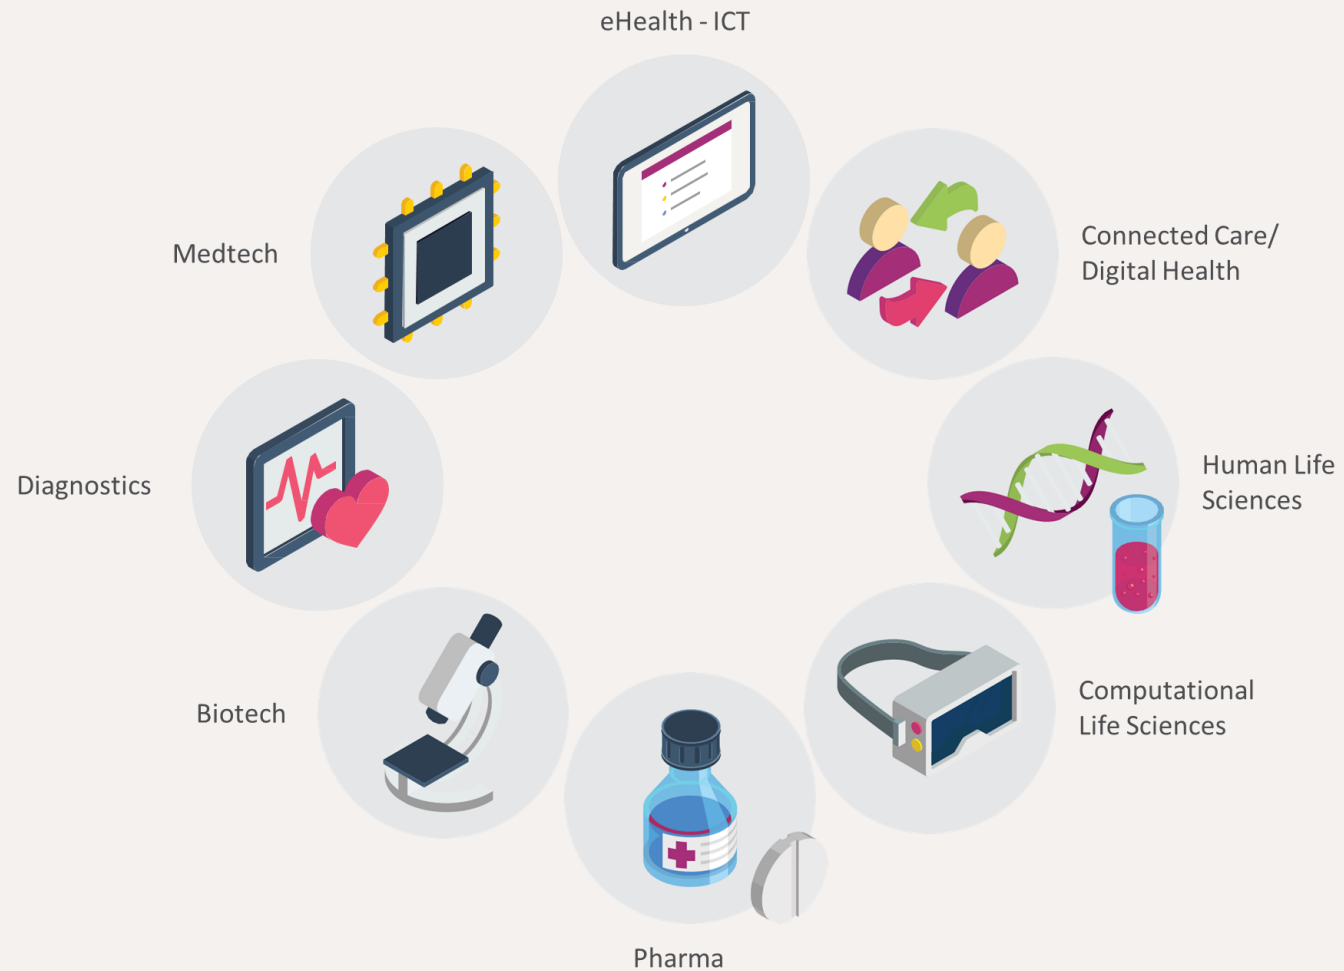 eHealth - ICT
Connected Care/
Digital Health
Medtech
Human Life
Sciences
Diagnostics
Computational
Life Sciences
Biotech
Pharma